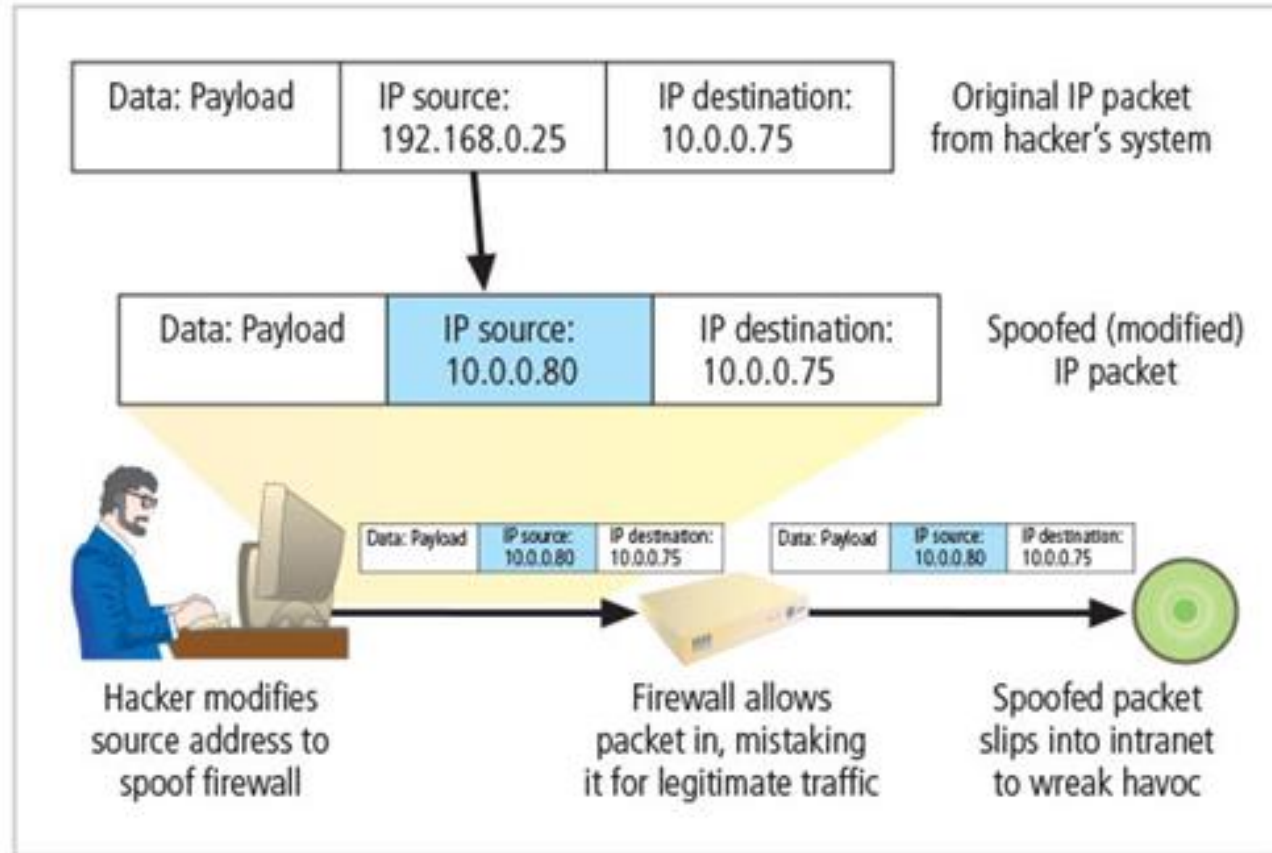 Data: Payload
IP source:
192.168.0.25
IP destination:
10.0.0.75
Original IP packet
from hacker's system
Data: Payload
IP source:
10.0.0.80
IP destination:
10.0.0.75
Spoofed (modified)
IP packet
Data: Payload
IP source:
10.0.0.80
IP destination:
10.0.0.75
Data: Payload
IP source:
10.0.0.80
IP destination:
10.0.0.75
Hacker modifies
source address to
spoof firewall
Firewall allows
packet in, mistaking
it for legitimate traffic
Spoofed packet
slips into intranet
to wreak havoc